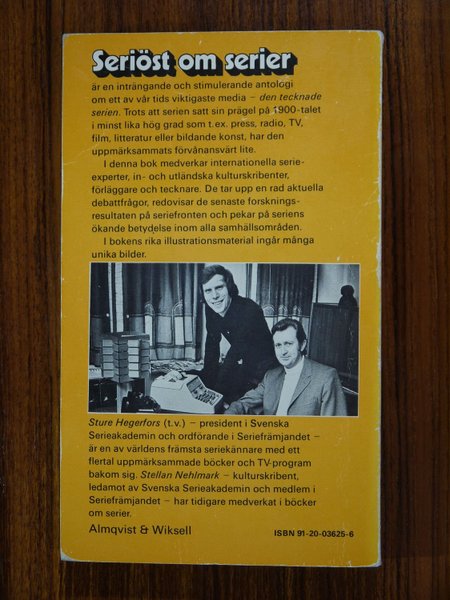 Seriöst om serier
är en inträngande och stimulerande antologi
om ett av vår tids viktigaste media – den tecknade
serien. Trots att serien satt sin prägel på 1900-talet
i minst lika hög grad som t.ex. press, radio, TV,
film, litteratur eller bildande konst, har den
uppmärksammats förvånansvärt lite.
I denna bok medverkar internationella serie-
experter, in- och utländska kulturskribenter,
förläggare och tecknare. De tar upp en rad aktuella
debattfrågor, redovisar de senaste forsknings-
resultaten på seriefronten och pekar på seriens
ökande betydelse inom alla samhällsområden.
I bokens rika illustrationsmaterial ingår många
unika bilder.
Sture Hegerfors (t.v.) – president i Svenska
Serieakademin och ordförande i Seriefrämjandet –
är en av världens främsta seriekännare med ett
flertal uppmärksammade böcker och TV-program
bakom sig. Stellan Nehlmark – kulturskribent,
ledamot av Svenska Serieakademin och medlem i
Seriefrämjandet – har tidigare medverkat i böcker
om serier.
Almqvist & Wiksell
ISBN 91-20-03625-6